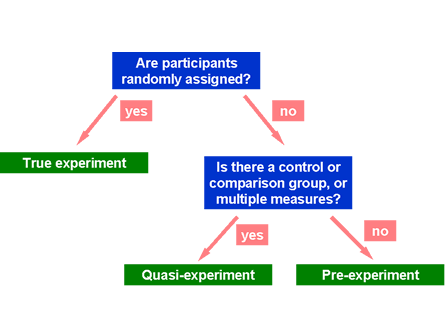 Are participants
randomly assigned?
yes
no
True experiment
Is there a control or
comparison group, or
multiple measures?
yes
no
Quasi-experiment
Pre-experiment